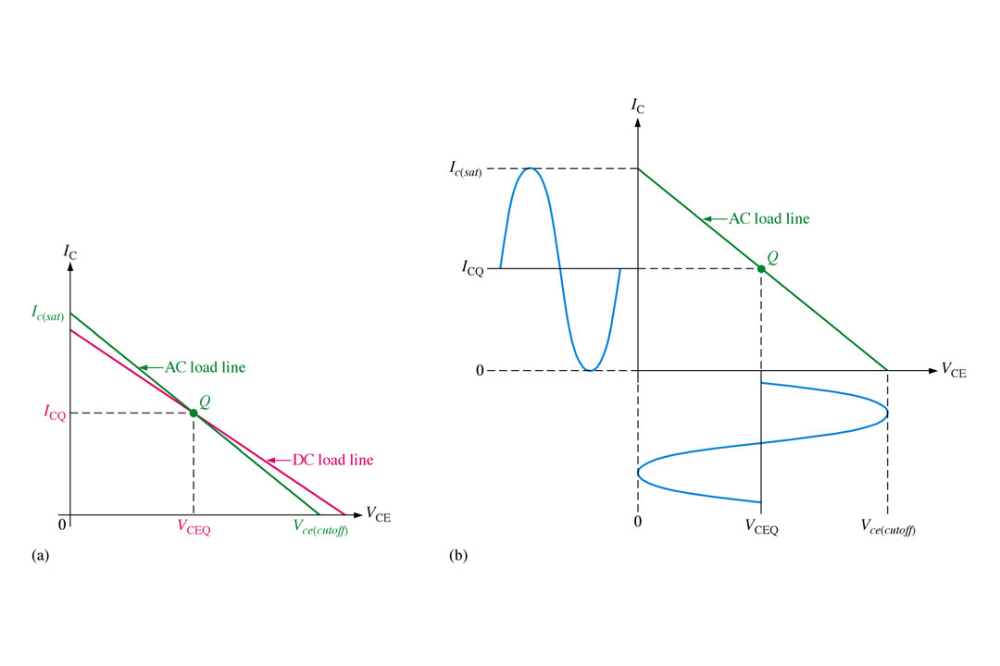 I_C
I_c(sat)
AC load line
Q
I_CQ
DC load line
V_CE
0
V_CEQ
V_ce(cutoff)
(a)
I_C
I_c(sat)
AC load line
Q
I_CQ
0
V_CE
0
V_CEQ
V_ce(cutoff)
(b)